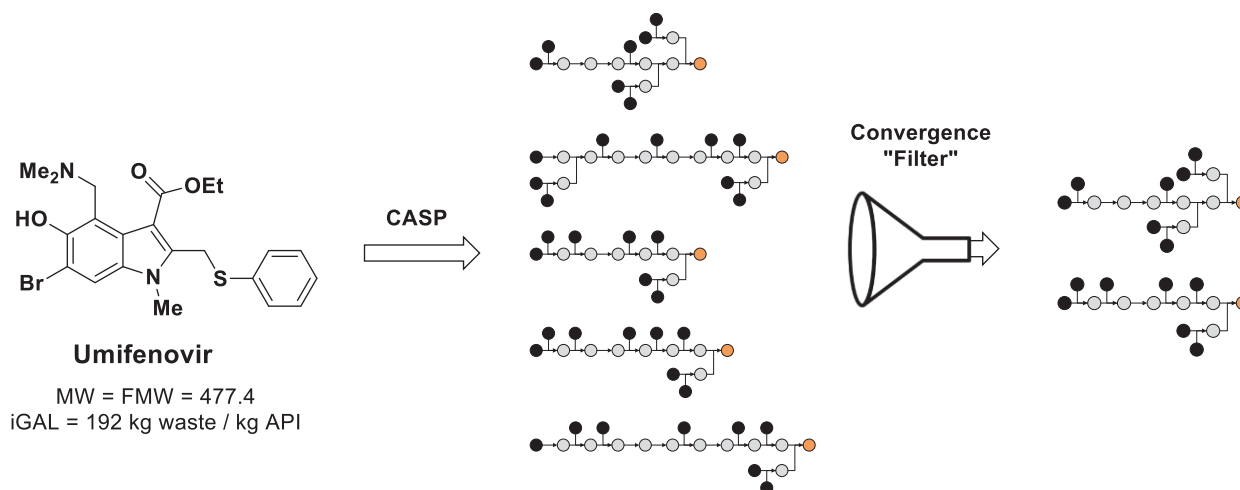 Me2N
O
OEt
HO
Br
N
Me
S
Umifenovir
MW = FMW = 477.4
iGAL = 192 kg waste / kg API
CASP
Convergence
"Filter"